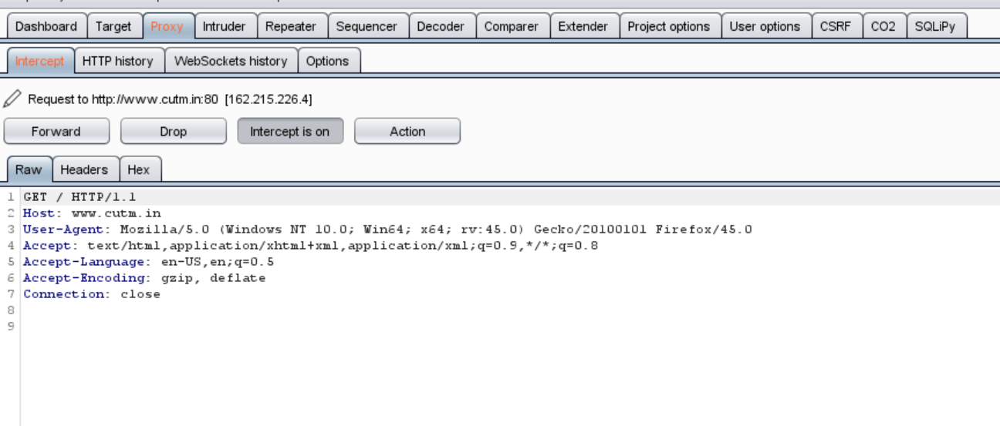 Dashboard Target Proxy Intruder Repeater Sequencer Decoder Comparer Extender Project options User options CSRF CO2 SQLiPy
Intercept HTTP history WebSockets history Options
Request to http://www.cutm.in:80 [162.215.226.4]
Forward Drop Intercept is on Action
Raw Headers Hex
1 GET / HTTP/1.1
2 Host: www.cutm.in
3 User-Agent: Mozilla/5.0 (Windows NT 10.0; Win64; x64; rv:45.0) Gecko/20100101 Firefox/45.0
4 Accept: text/html,application/xhtml+xml,application/xml;q=0.9,*/*;q=0.8
5 Accept-Language: en-US,en;q=0.5
6 Accept-Encoding: gzip, deflate
7 Connection: close
8
9